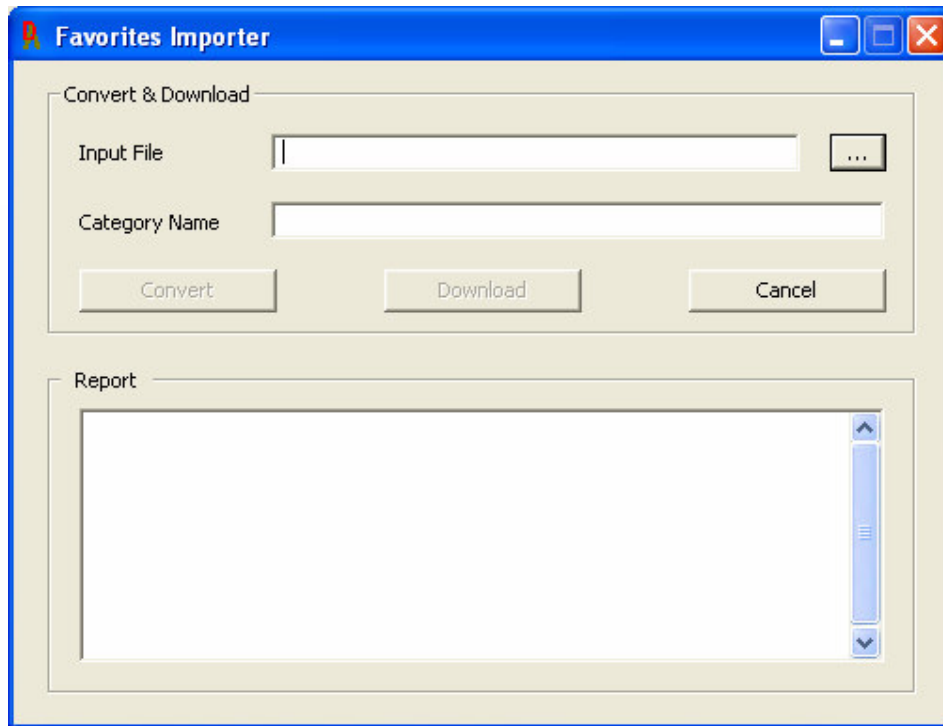 Favorites Importer
Convert & Download
Input File
...
Category Name
Convert Download Cancel
Report